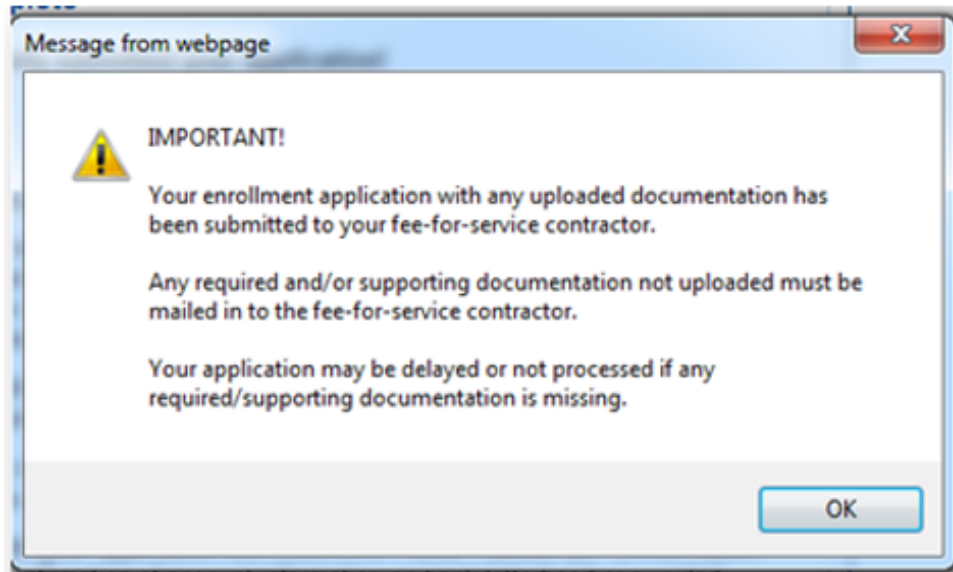 Message from webpage
IMPORTANT!
Your enrollment application with any uploaded documentation has
been submitted to your fee-for-service contractor.
Any required and/or supporting documentation not uploaded must be
mailed in to the fee-for-service contractor.
Your application may be delayed or not processed if any
required/supporting documentation is missing.
OK